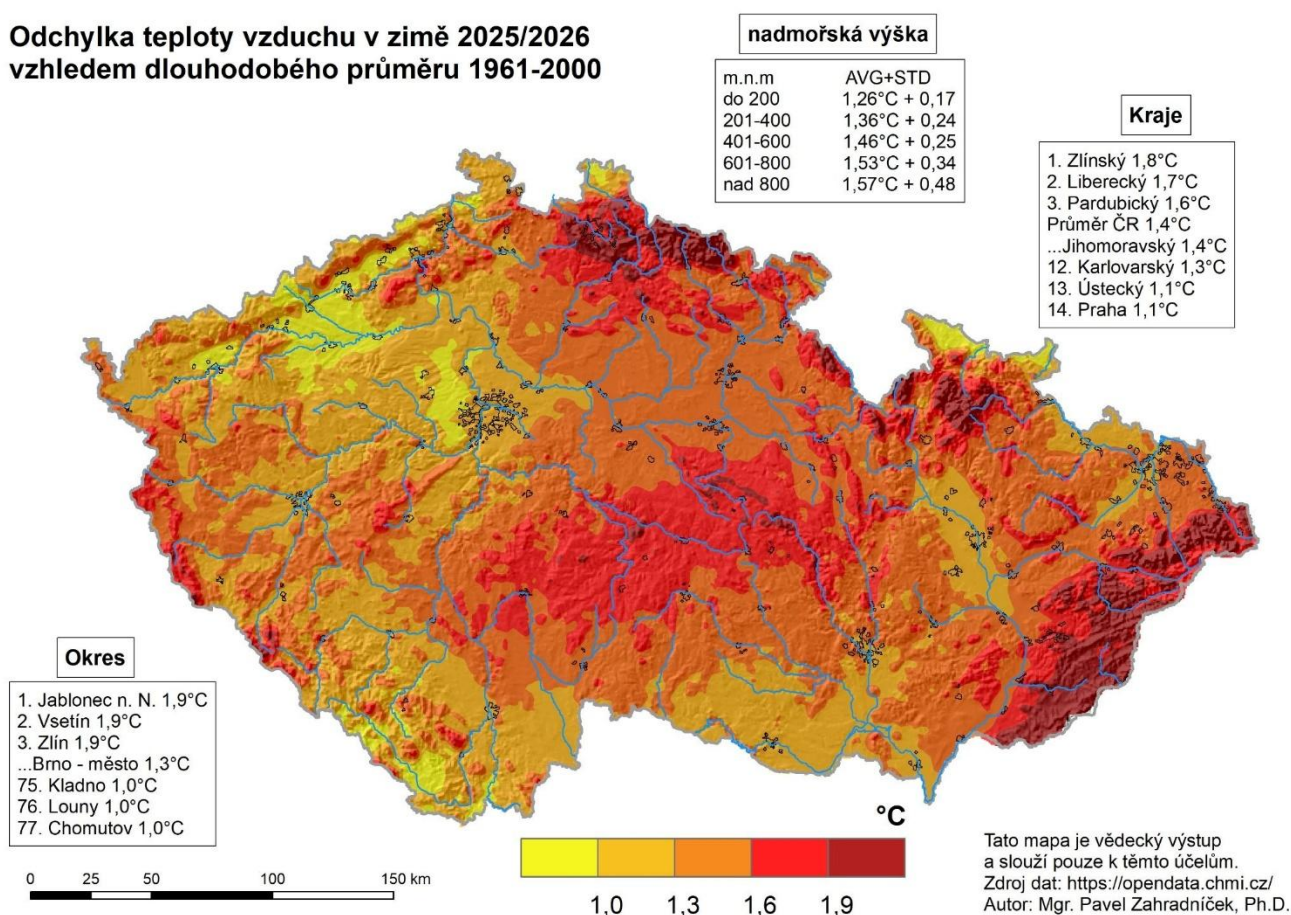 Odchylka teploty vzduchu v zimě 2025/2026
vzhledem dlouhodobého průměru 1961-2000
nadmořská výška
m.n.m AVG+STD
do 200 1,26°C + 0,17
201-400 1,36°C + 0,24
401-600 1,46°C + 0,25
601-800 1,53°C + 0,34
nad 800 1,57°C + 0,48
Kraje
1. Zlínský 1,8°C
2. Liberecký 1,7°C
3. Pardubický 1,6°C
Průměr ČR 1,4°C
...Jihomoravský 1,4°C
12. Karlovarský 1,3°C
13. Ústecký 1,1°C
14. Praha 1,1°C
Okres
1. Jablonec n. N. 1,9°C
2. Vsetín 1,9°C
3. Zlín 1,9°C
...Brno - město 1,3°C
75. Kladno 1,0°C
76. Louny 1,0°C
77. Chomutov 1,0°C
0 25 50 100 150 km
°C
1,0 1,3 1,6 1,9
Tato mapa je vědecký výstup
a slouží pouze k těmto účelům.
Zdroj dat: https://opendata.chmi.cz/
Autor: Mgr. Pavel Zahradníček, Ph.D.